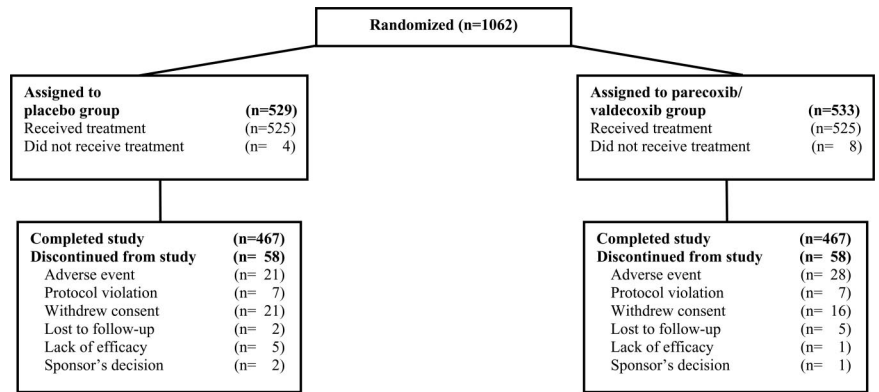 Randomized (n=1062)
Assigned to
placebo group (n=529)
Received treatment (n=525)
Did not receive treatment (n= 4)
Assigned to parecoxib/
valdecoxib group (n=533)
Received treatment (n=525)
Did not receive treatment (n= 8)
Completed study (n=467)
Discontinued from study (n= 58)
Adverse event (n= 21)
Protocol violation (n= 7)
Withdrew consent (n= 21)
Lost to follow-up (n= 2)
Lack of efficacy (n= 5)
Sponsor's decision (n= 2)
Completed study (n=467)
Discontinued from study (n= 58)
Adverse event (n= 28)
Protocol violation (n= 7)
Withdrew consent (n= 16)
Lost to follow-up (n= 5)
Lack of efficacy (n= 1)
Sponsor's decision (n= 1)